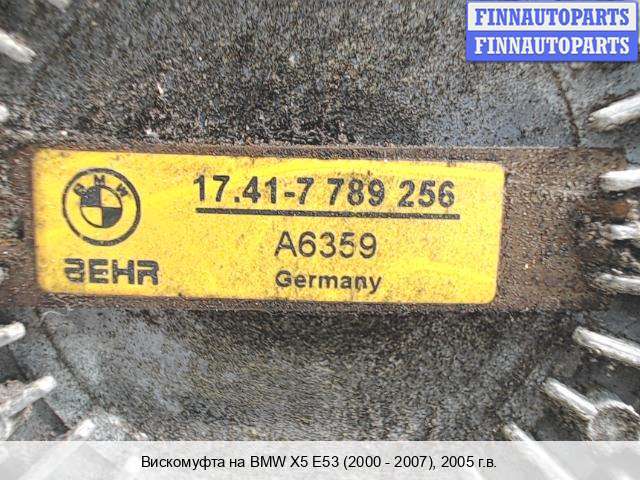 FINNAUTOPARTS
FINNAUTOPARTS
BMW
17.41-7 789 256
A6359
BEHR
Germany
Вискомуфта на BMW X5 E53 (2000 - 2007), 2005 г.в.